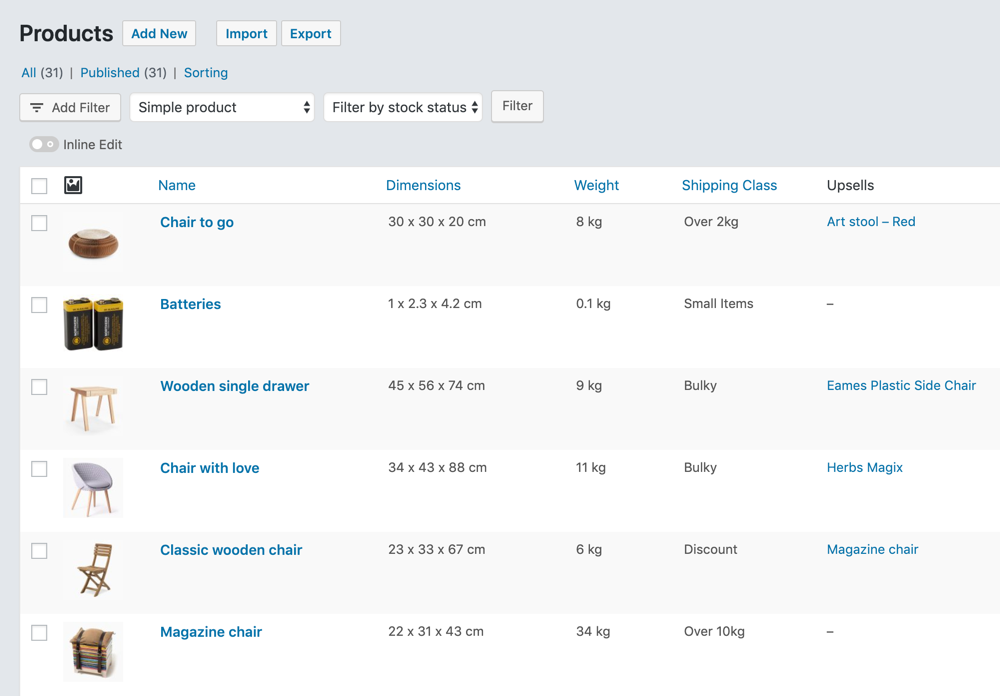 Products Add New Import Export
All (31) | Published (31) | Sorting
Add Filter Simple product Filter by stock status Filter
Inline Edit
Name Dimensions Weight Shipping Class Upsells
Chair to go 30 x 30 x 20 cm 8 kg Over 2kg Art stool – Red
Batteries 1 x 2.3 x 4.2 cm 0.1 kg Small Items –
Wooden single drawer 45 x 56 x 74 cm 9 kg Bulky Eames Plastic Side Chair
Chair with love 34 x 43 x 88 cm 11 kg Bulky Herbs Magix
Classic wooden chair 23 x 33 x 67 cm 6 kg Discount Magazine chair
Magazine chair 22 x 31 x 43 cm 34 kg Over 10kg –